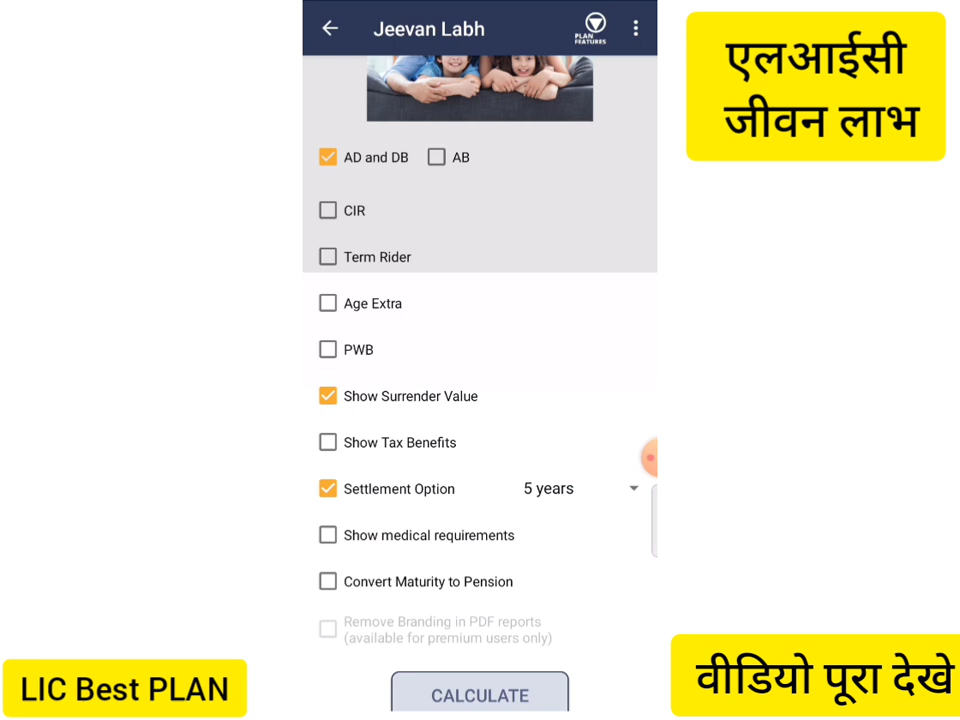 Jeevan Labh
PLAN
FEATURES
एलआईसी
जीवन लाभ
AD and DB
AB
CIR
Term Rider
Age Extra
PWB
Show Surrender Value
Show Tax Benefits
Settlement Option
5 years
Show medical requirements
Convert Maturity to Pension
Remove Branding in PDF reports
(available for premium users only)
CALCULATE
LIC Best PLAN
वीडियो पूरा देखे